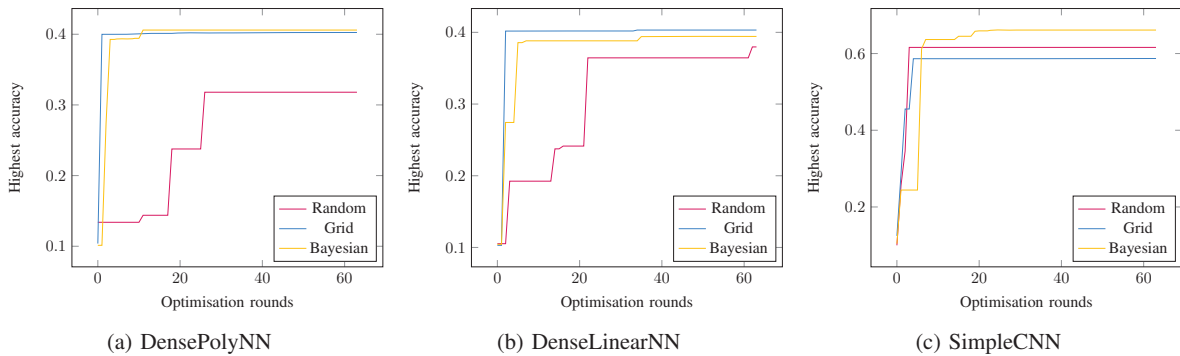 0.4
0.3
0.2
0.1
Highest accuracy
0 20 40 60
Optimisation rounds
Random
Grid
Bayesian
(a) DensePolyNN
0.4
0.3
0.2
0.1
Highest accuracy
0 20 40 60
Optimisation rounds
Random
Grid
Bayesian
(b) DenseLinearNN
0.6
0.4
0.2
Highest accuracy
0 20 40 60
Optimisation rounds
Random
Grid
Bayesian
(c) SimpleCNN